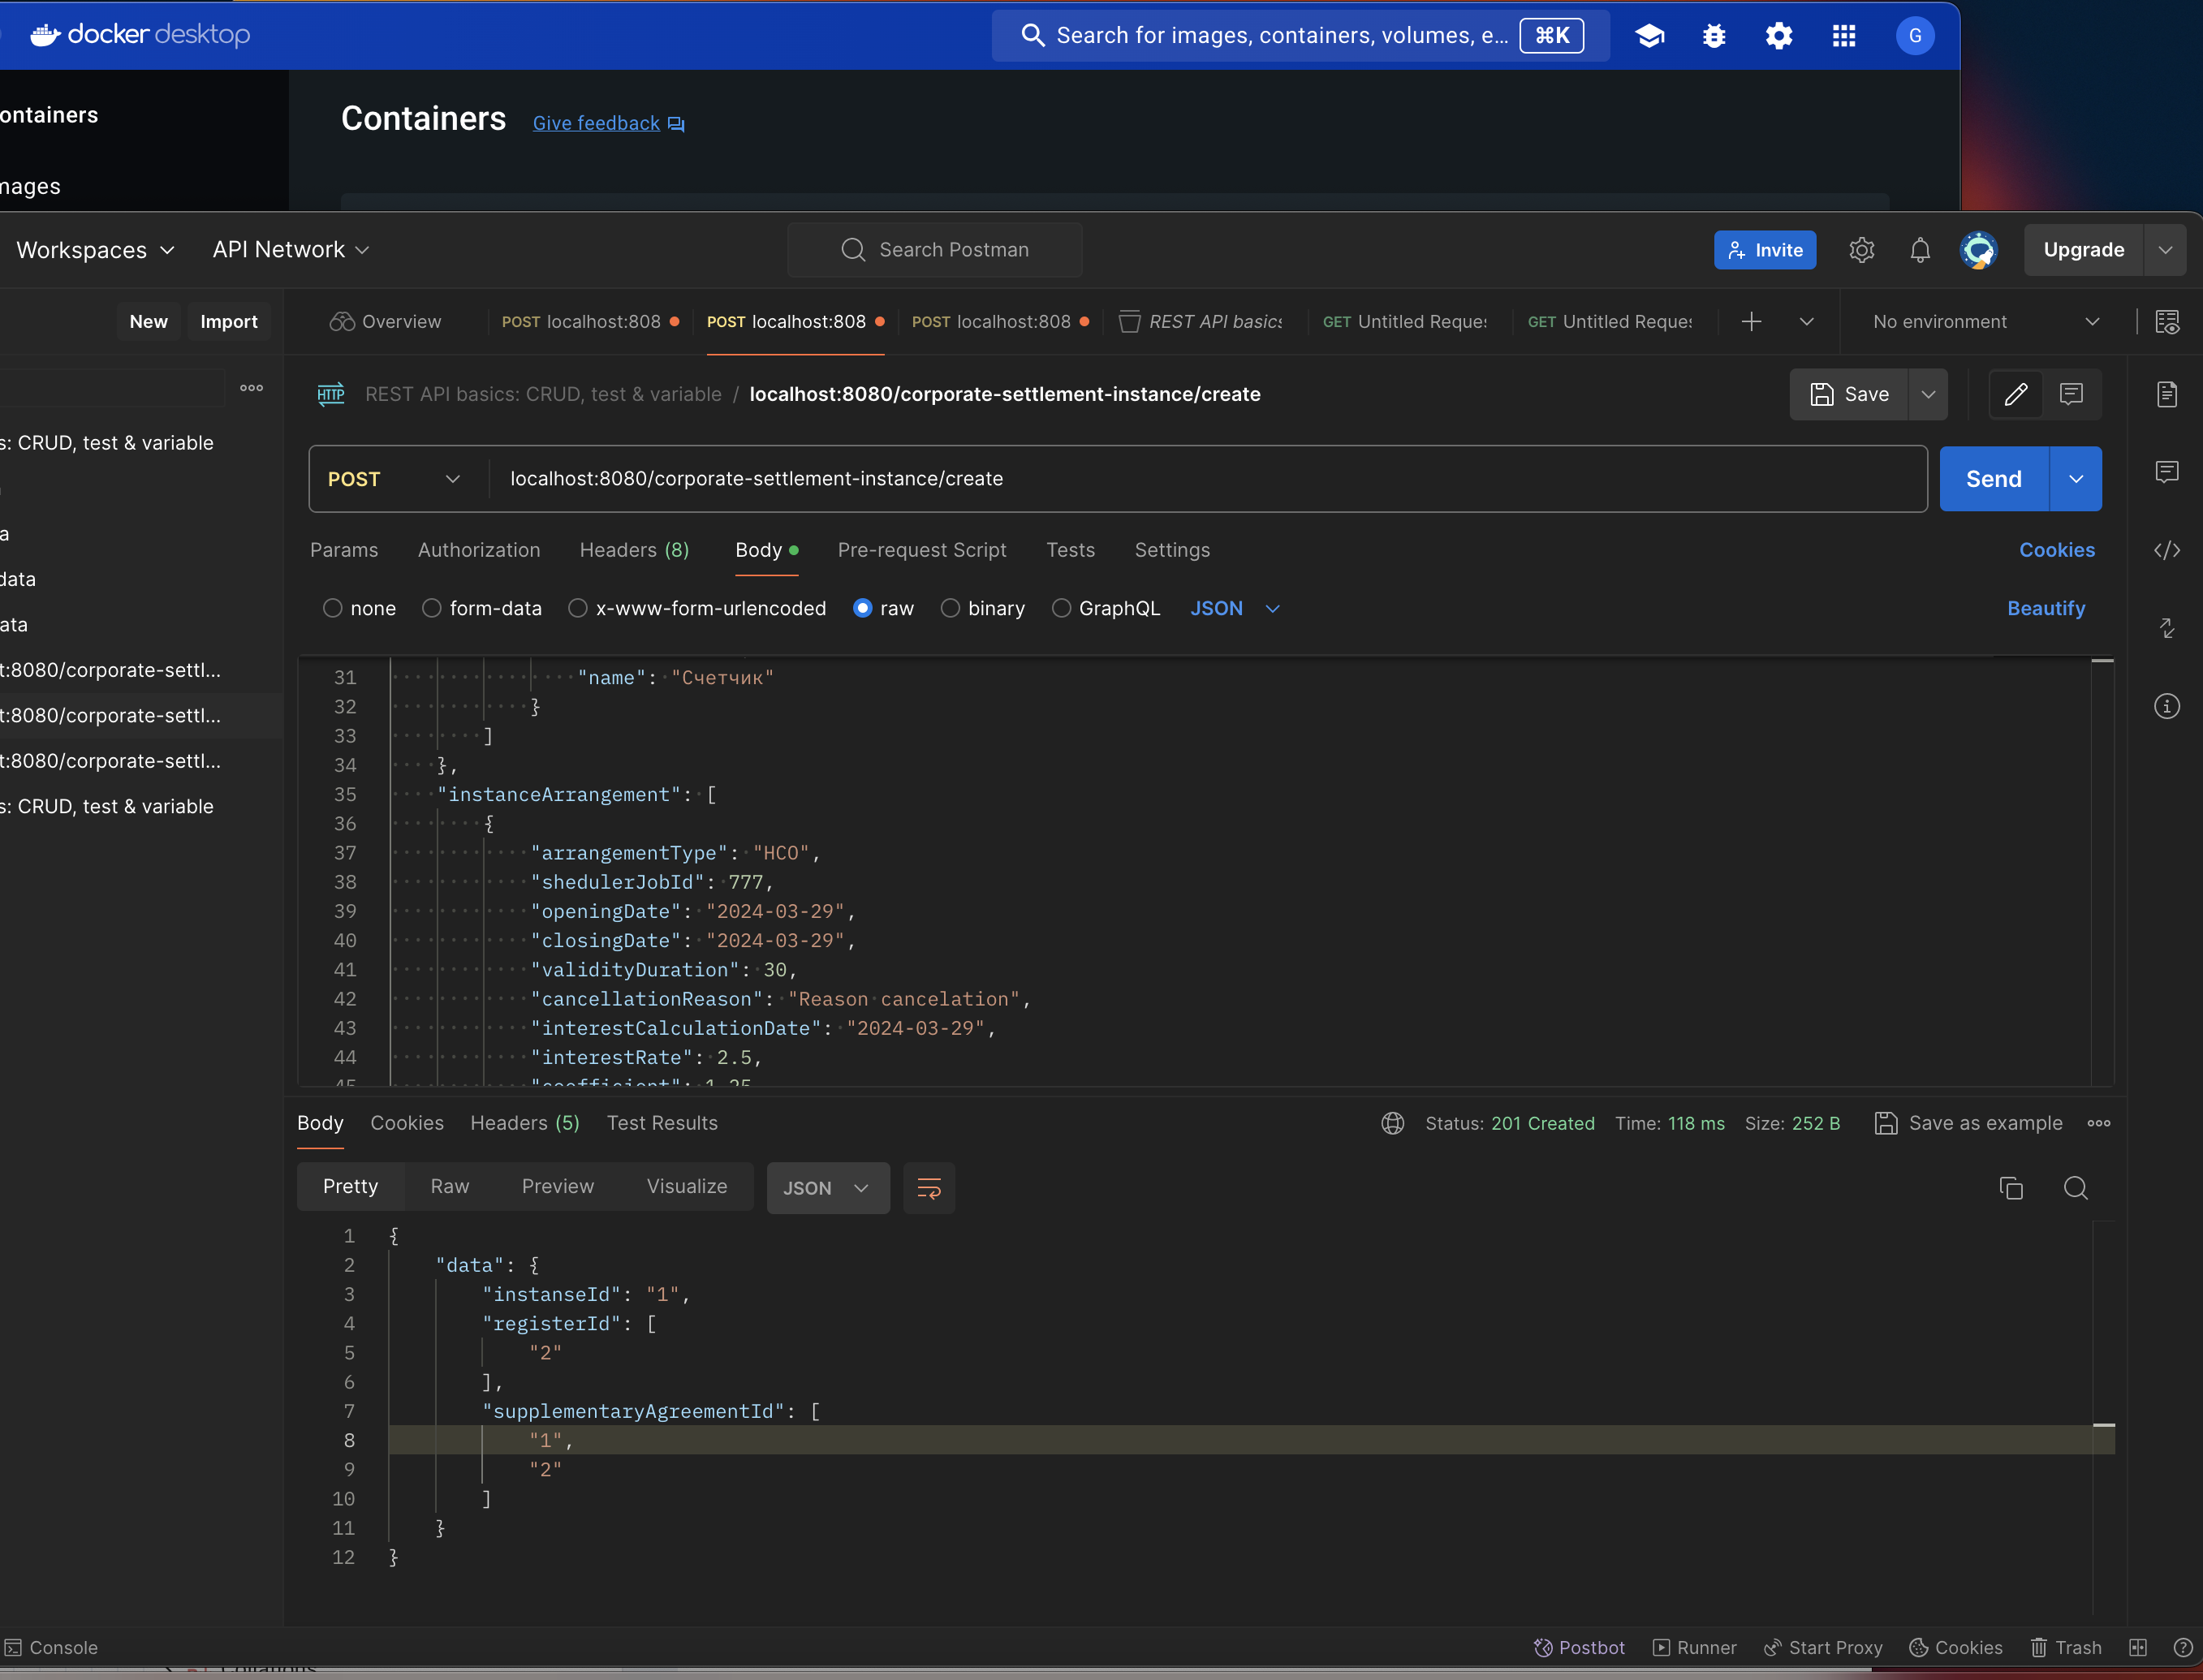 docker desktop
Search for images, containers, volumes, e... ⌘K
G
ontainers
Containers Give feedback
mages
Workspaces API Network Search Postman Invite Upgrade
New Import Overview POST localhost:808 POST localhost:808 POST localhost:808 REST API basics GET Untitled Reques GET Untitled Reques No environment
HTTP REST API basics: CRUD, test & variable / localhost:8080/corporate-settlement-instance/create Save
s: CRUD, test & variable
POST localhost:8080/corporate-settlement-instance/create Send
a
data
ata
t:8080/corporate-settl...
t:8080/corporate-settl...
t:8080/corporate-settl...
s: CRUD, test & variable
Params Authorization Headers (8) Body Pre-request Script Tests Settings Cookies
none form-data x-www-form-urlencoded raw binary GraphQL JSON Beautify
31 "name": "Счетчик"
32 }
33 ]
34 },
35 "instanceArrangement": [
36 {
37 "arrangementType": "НСО",
38 "shedulerJobId": 777,
39 "openingDate": "2024-03-29",
40 "closingDate": "2024-03-29",
41 "validityDuration": 30,
42 "cancellationReason": "Reason cancelation",
43 "interestCalculationDate": "2024-03-29",
44 "interestRate": 2.5,
45 "coefficient": 1.25
Body Cookies Headers (5) Test Results Status: 201 Created Time: 118 ms Size: 252 B Save as example
Pretty Raw Preview Visualize JSON
1 {
2 "data": {
3 "instanseId": "1",
4 "registerId": [
5 "2"
6 ],
7 "supplementaryAgreementId": [
8 "1",
9 "2"
10 ]
11 }
12 }
Console Postbot Runner Start Proxy Cookies Trash